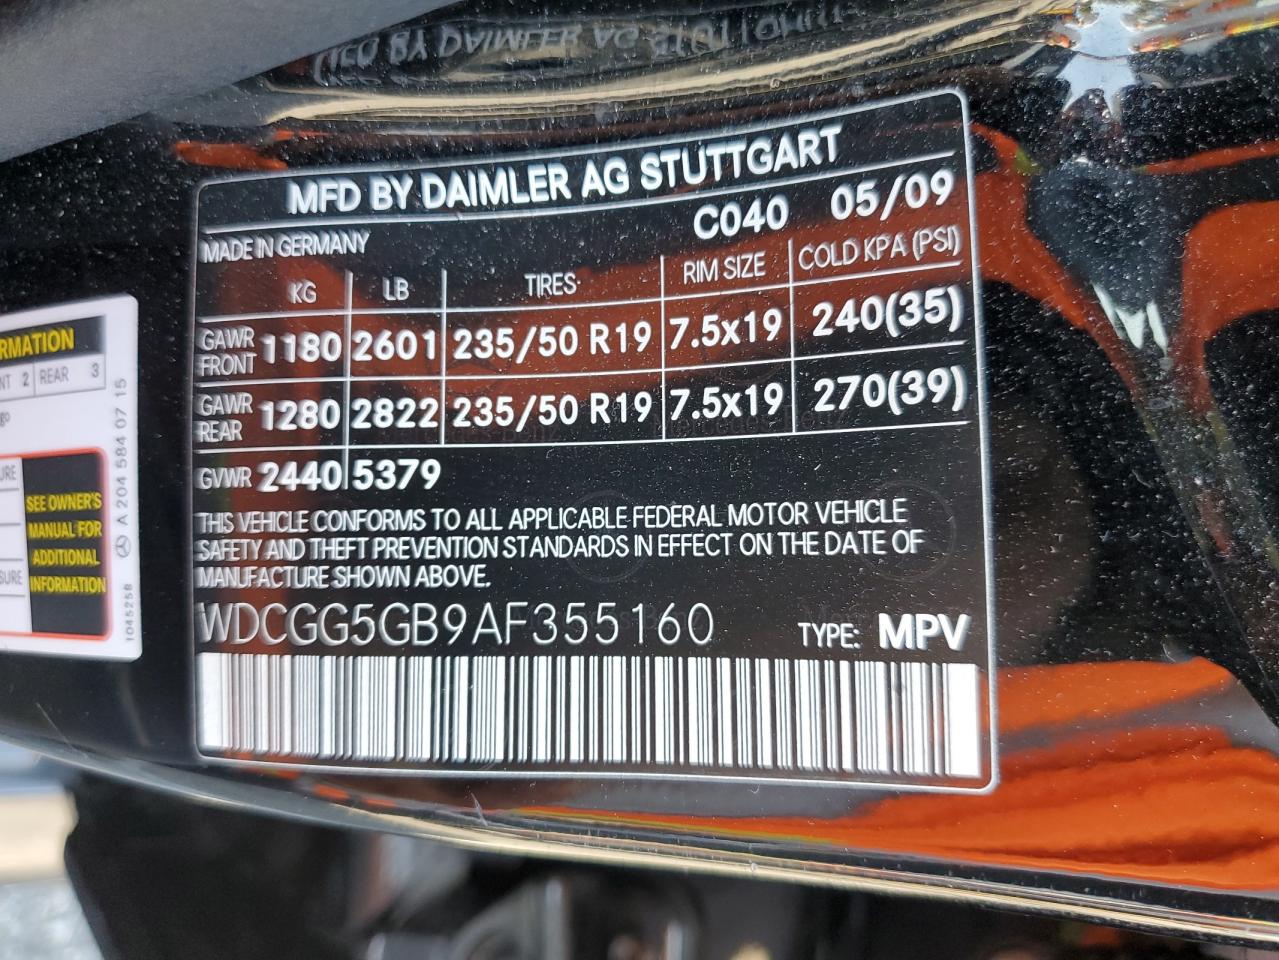 MFD BY DAIMLER AG STUTTGART
MADE IN GERMANY C040 05/09
KG LB TIRES RIM SIZE COLD KPA (PSI)
GAWR FRONT 1180 2601 235/50 R19 7.5x19 240(35)
GAWR REAR 1280 2822 235/50 R19 7.5x19 270(39)
GVWR 2440 5379
THIS VEHICLE CONFORMS TO ALL APPLICABLE FEDERAL MOTOR VEHICLE
SAFETY AND THEFT PREVENTION STANDARDS IN EFFECT ON THE DATE OF
MANUFACTURE SHOWN ABOVE.
WDCGG5GB9AF355160 TYPE: MPV
2 REAR 3
SEE OWNER'S
MANUAL FOR
ADDITIONAL
INFORMATION
A 204 584 07 15